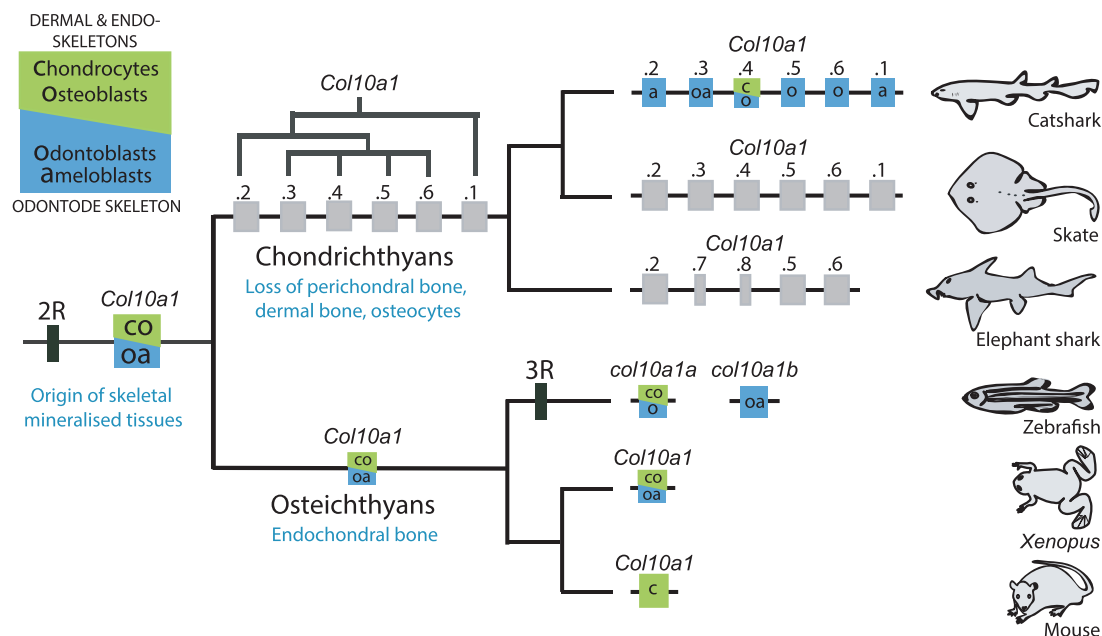 DERMAL & ENDO-
SKELETONS
Chondrocytes
Osteoblasts
Odontoblasts
ameloblasts
ODONTODE SKELETON
Col10a1
.2 .3 .4 .5 .6 .1
Chondrichthyans
Loss of perichondral bone,
dermal bone, osteocytes
2R
Col10a1
co
oa
Origin of skeletal
mineralised tissues
Col10a1
co
oa
Osteichthyans
Endochondral bone
Col10a1
.2 .3 .4 .5 .6 .1
a oa c o o a
o
Catshark
Col10a1
.2 .3 .4 .5 .6 .1
Skate
Col10a1
.2 .7 .8 .5 .6
Elephant shark
3R
col10a1a col10a1b
co
o
oa
Zebrafish
Col10a1
co
oa
Xenopus
Col10a1
c
Mouse